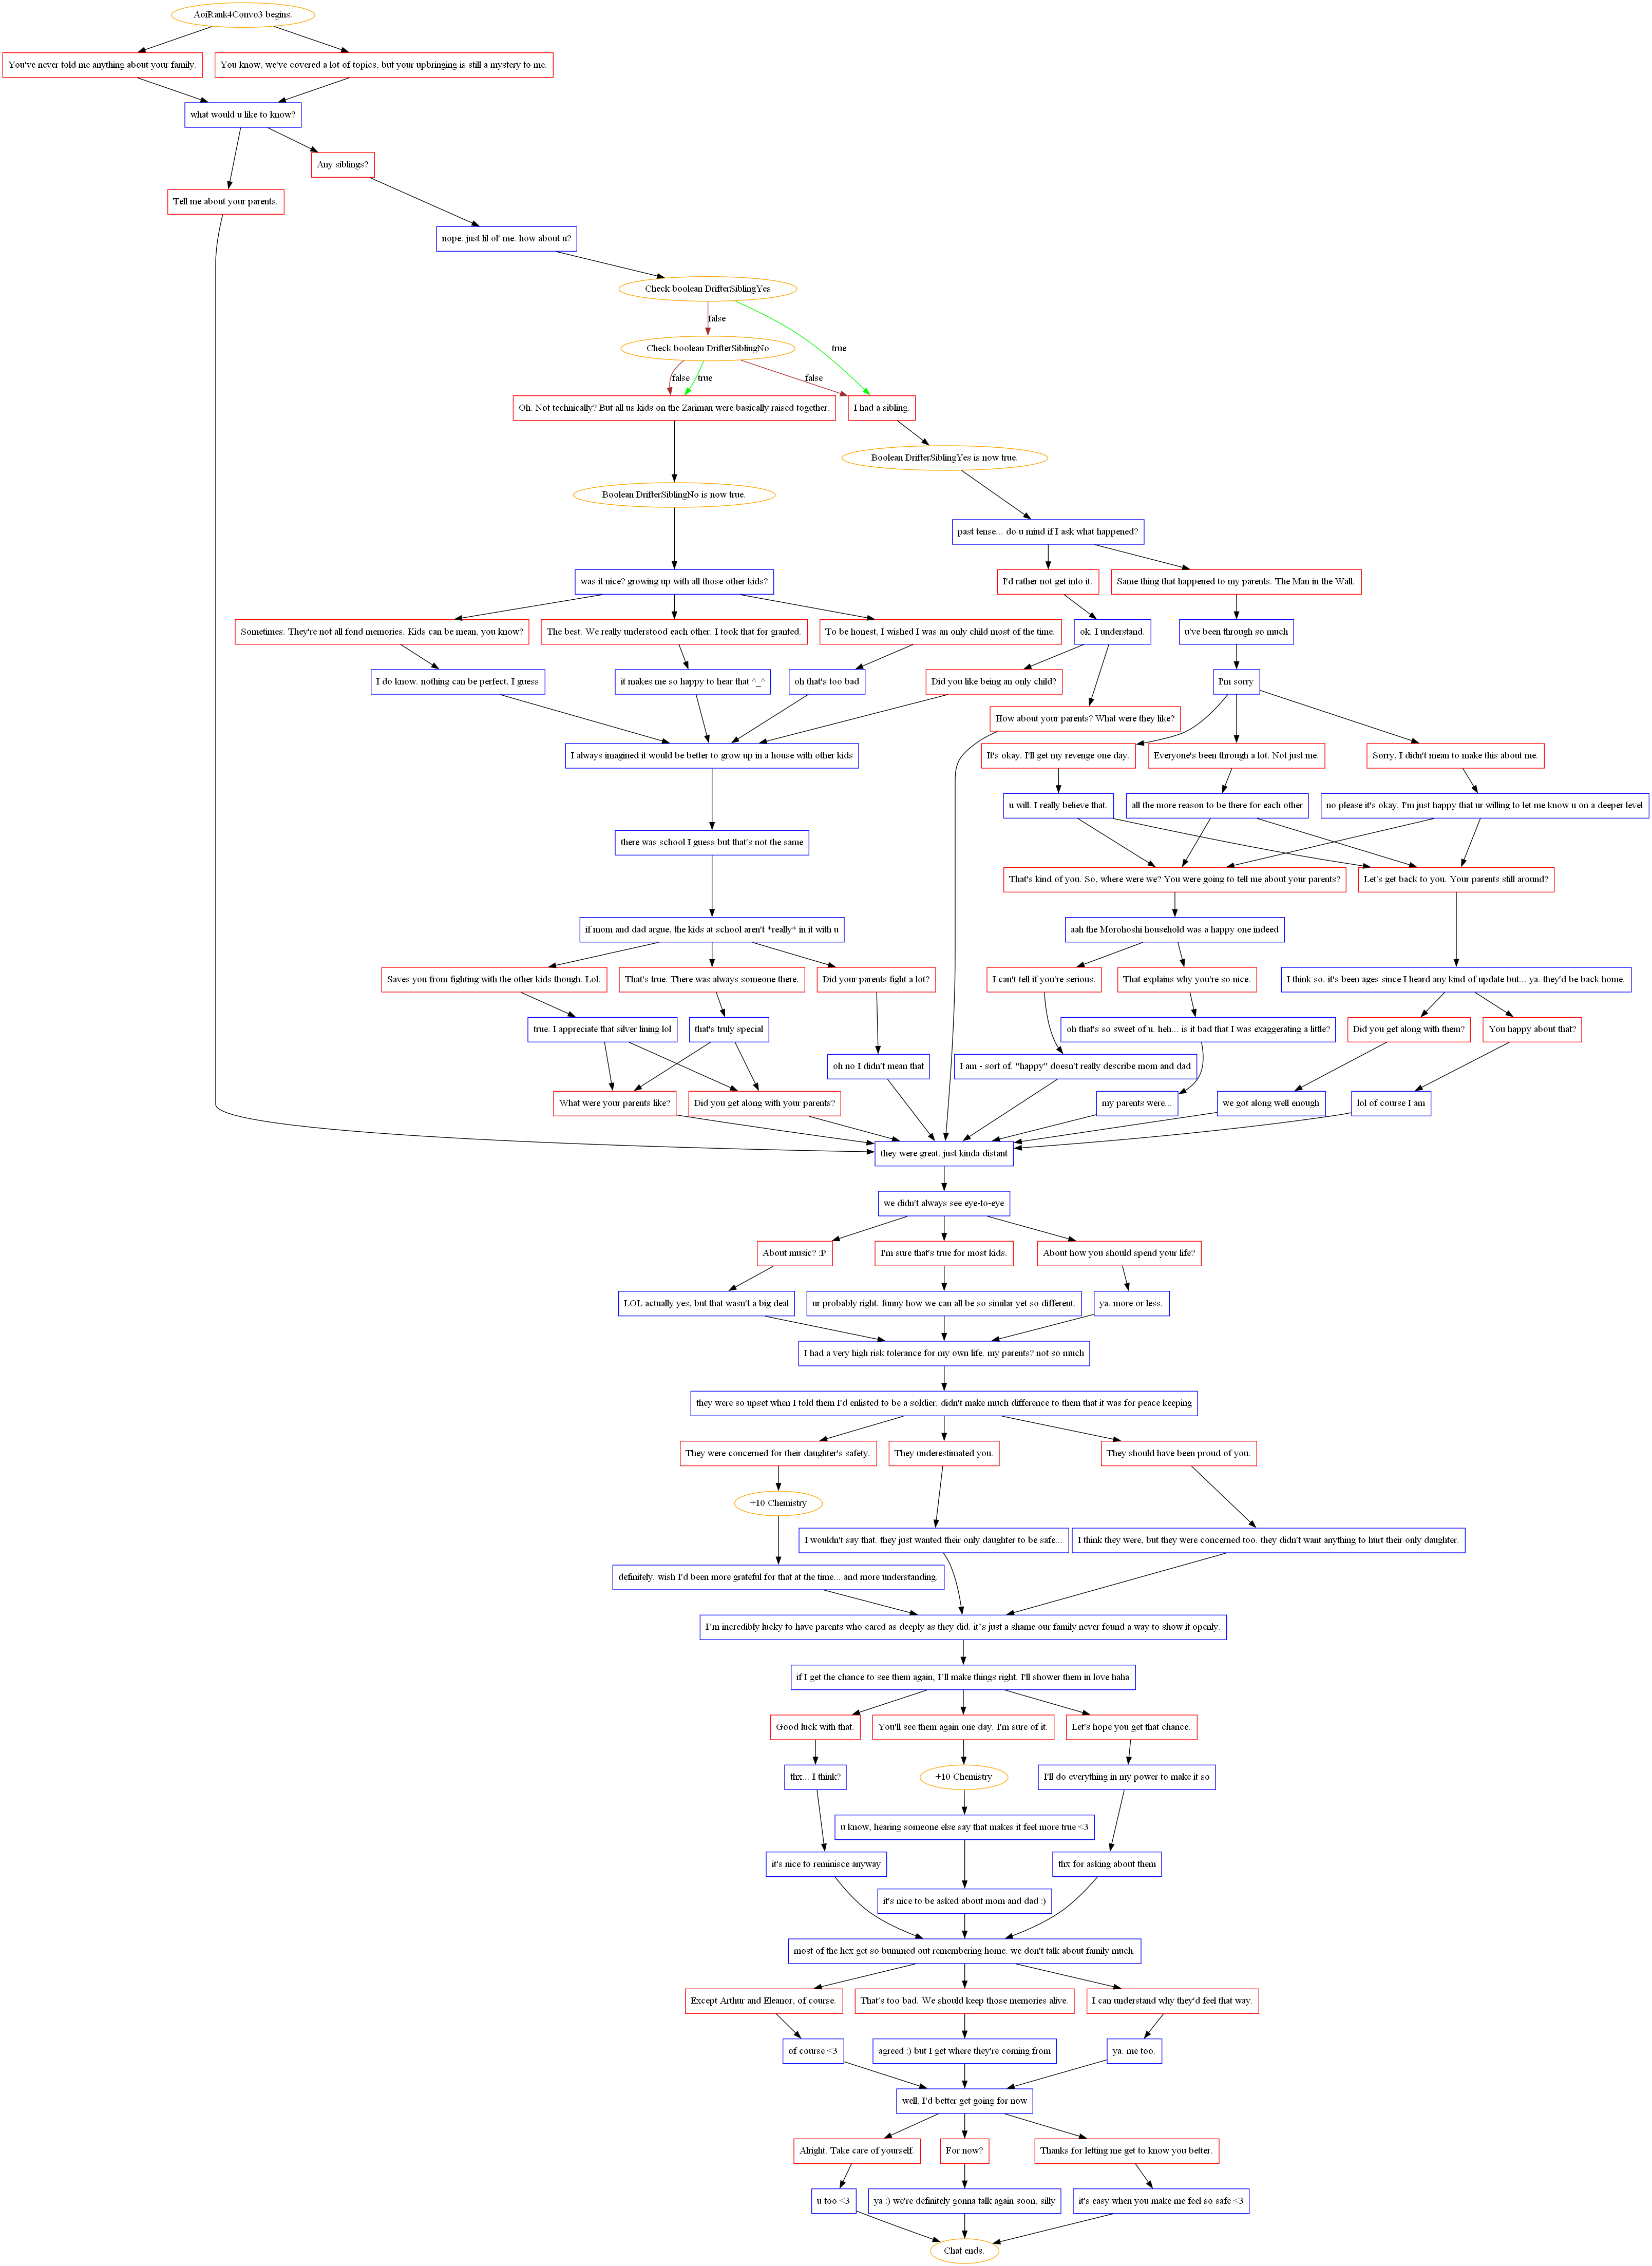 AoiRank4Convo3 begins.
You've never told me anything about your family.
You know, we've covered a lot of topics, but your upbringing is still a mystery to me.
what would u like to know?
Any siblings?
Tell me about your parents.
nope. just lil ol' me. how about u?
Check boolean DrifterSiblingYes
false
true
Check boolean DrifterSiblingNo
false
true
false
Oh. Not technically? But all us kids on the Zariman were basically raised together.
I had a sibling.
Boolean DrifterSiblingYes is now true.
Boolean DrifterSiblingNo is now true.
past tense... do u mind if I ask what happened?
was it nice? growing up with all those other kids?
I'd rather not get into it.
Same thing that happened to my parents. The Man in the Wall.
Sometimes. They're not all fond memories. Kids can be mean, you know?
The best. We really understood each other. I took that for granted.
To be honest, I wished I was an only child most of the time.
ok. I understand.
u've been through so much
I do know. nothing can be perfect, I guess
it makes me so happy to hear that ^_^
oh that's too bad
Did you like being an only child?
I'm sorry
How about your parents? What were they like?
I always imagined it would be better to grow up in a house with other kids
It's okay. I'll get my revenge one day.
Everyone's been through a lot. Not just me.
Sorry, I didn't mean to make this about me.
u will. I really believe that.
all the more reason to be there for each other
no please it's okay. I'm just happy that ur willing to let me know u on a deeper level
there was school I guess but that's not the same
That's kind of you. So, where were we? You were going to tell me about your parents?
Let's get back to you. Your parents still around?
if mom and dad argue, the kids at school aren't *really* in it with u
aah the Morohoshi household was a happy one indeed
Saves you from fighting with the other kids though. Lol.
That's true. There was always someone there.
Did your parents fight a lot?
I can't tell if you're serious.
That explains why you're so nice.
I think so. it's been ages since I heard any kind of update but... ya. they'd be back home.
true. I appreciate that silver lining lol
that's truly special
oh that's so sweet of u. heh... is it bad that I was exaggerating a little?
Did you get along with them?
You happy about that?
oh no I didn't mean that
I am - sort of. "happy" doesn't really describe mom and dad
What were your parents like?
Did you get along with your parents?
my parents were...
we got along well enough
lol of course I am
they were great. just kinda distant
we didn't always see eye-to-eye
About music? :P
I'm sure that's true for most kids.
About how you should spend your life?
LOL actually yes, but that wasn't a big deal
ur probably right. funny how we can all be so similar yet so different.
ya. more or less.
I had a very high risk tolerance for my own life. my parents? not so much
they were so upset when I told them I'd enlisted to be a soldier. didn't make much difference to them that it was for peace keeping
They were concerned for their daughter's safety.
They underestimated you.
They should have been proud of you.
+10 Chemistry
I wouldn't say that. they just wanted their only daughter to be safe...
I think they were, but they were concerned too. they didn't want anything to hurt their only daughter.
definitely. wish I'd been more grateful for that at the time... and more understanding.
I'm incredibly lucky to have parents who cared as deeply as they did. it's just a shame our family never found a way to show it openly.
if I get the chance to see them again, I'll make things right. I'll shower them in love haha
Good luck with that.
You'll see them again one day. I'm sure of it.
Let's hope you get that chance.
thx... I think?
+10 Chemistry
I'll do everything in my power to make it so
u know, hearing someone else say that makes it feel more true <3
it's nice to reminisce anyway
thx for asking about them
it's nice to be asked about mom and dad :)
most of the hex get so bummed out remembering home. we don't talk about family much.
Except Arthur and Eleanor, of course.
That's too bad. We should keep those memories alive.
I can understand why they'd feel that way.
of course <3
agreed :) but I get where they're coming from
ya. me too.
well, I'd better get going for now
Alright. Take care of yourself.
For now?
Thanks for letting me get to know you better.
u too <3
ya :) we're definitely gonna talk again soon, silly
it's easy when you make me feel so safe <3
Chat ends.